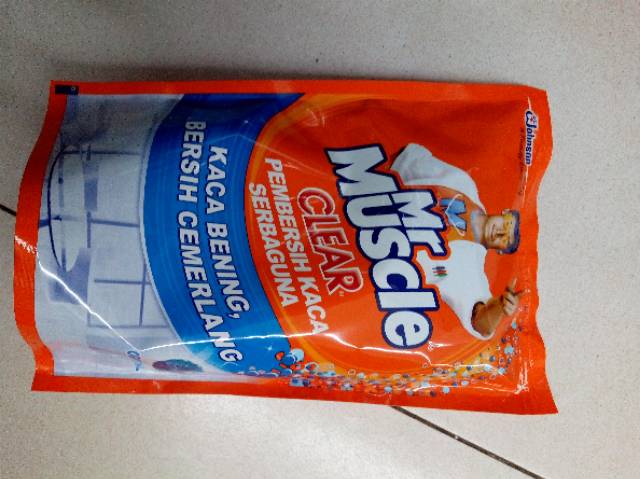 SC Johnson
Mr
Muscle
CLEAR
PEMBERSIH KACA
SERBAGUNA
KACA BENING,
BERSIH CEMERLANG